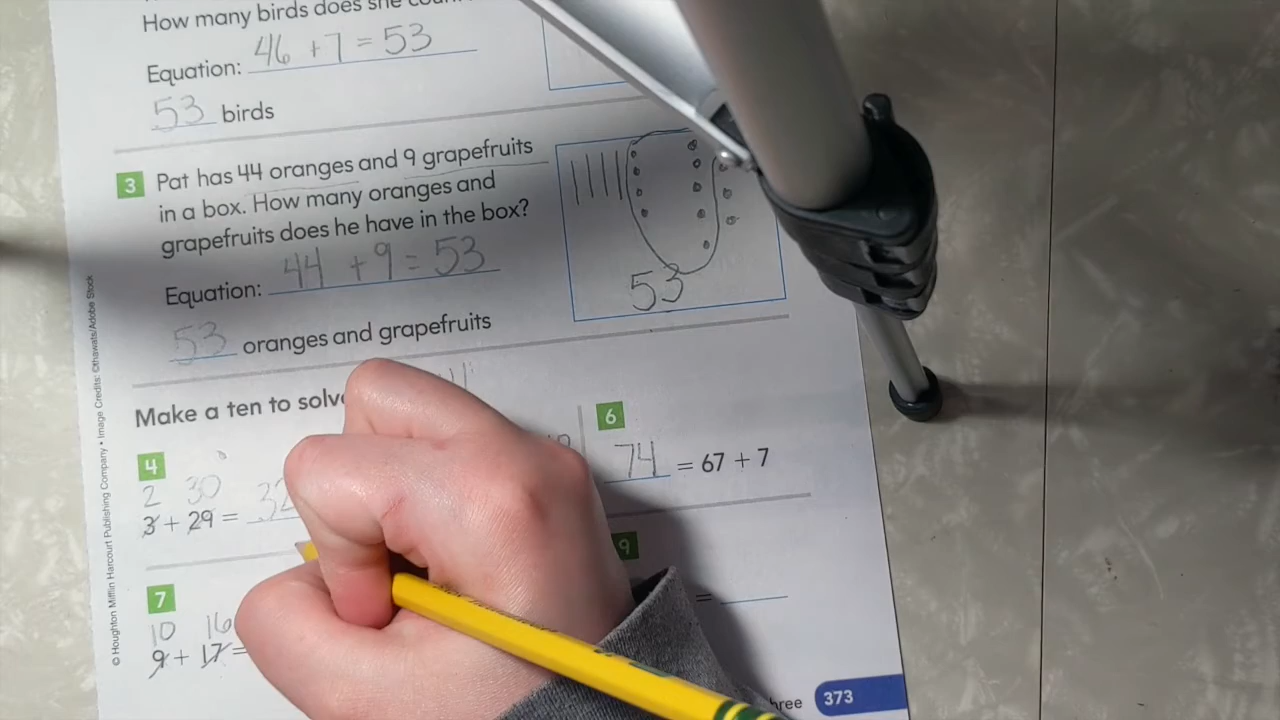 How many birds does she
46 + 7 = 53
Equation:
53 birds
3 Pat has 44 oranges and 9 grapefruits
in a box. How many oranges and
grapefruits does he have in the box?
44 + 9 = 53
Equation:
53 oranges and grapefruits
53
Make a ten to solve
4
2 30
3 + 29 = 32
6
74 = 67 + 7
7
10 16
9 + 17 =
9
=
373
© Houghton Mifflin Harcourt Publishing Company • Image Credits: ©thawats/Adobe Stock